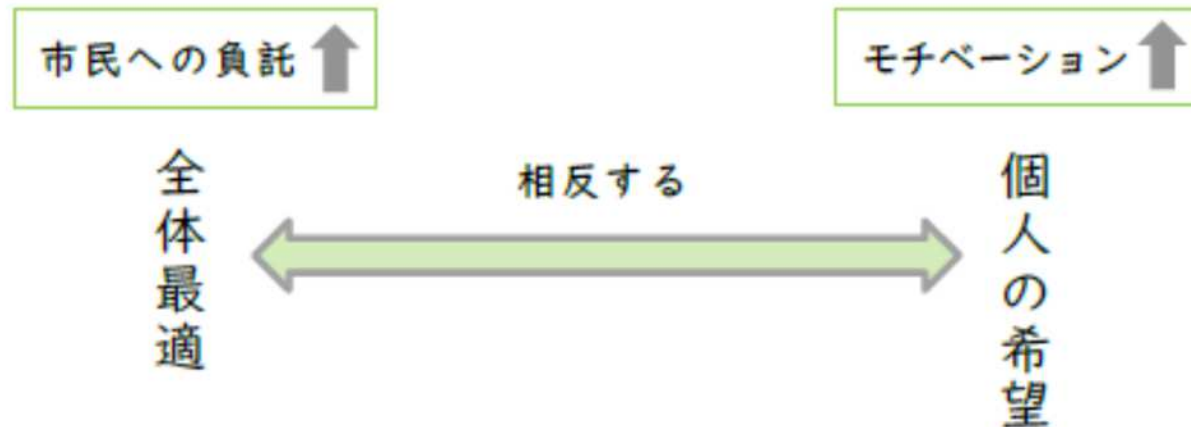 市民への負託
モチベーション
相反する
全体最適
個人の希望